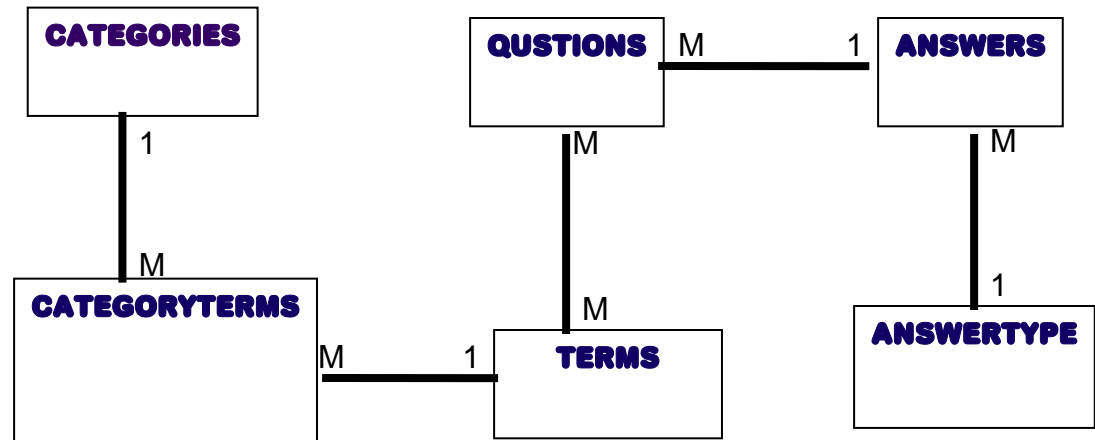 CATEGORIES
QUSTIONS
M
1
ANSWERS
1
M
M
M
CATEGORYTERMS
M
1
ANSWERTYPE
M
1
TERMS